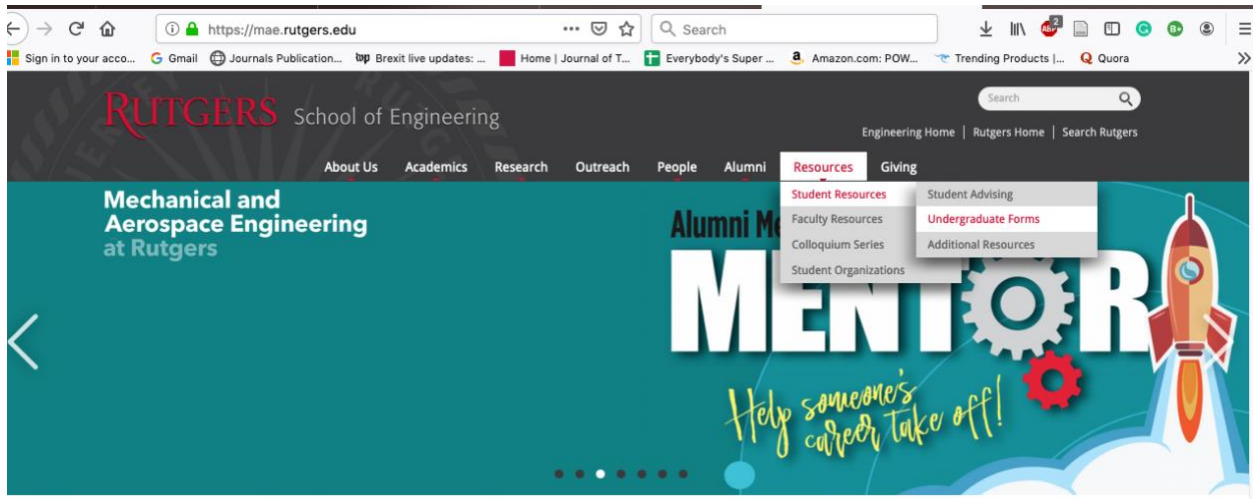 https://mae.rutgers.edu
Search
2
Sign in to your acco... Gmail Journals Publication... Brexit live updates: ... Home | Journal of T... Everybody's Super ... Amazon.com: POW... Trending Products |... Quora
RUTGERS School of Engineering
Search
Engineering Home | Rutgers Home | Search Rutgers
About Us Academics Research Outreach People Alumni Resources Giving
Mechanical and
Aerospace Engineering
at Rutgers
Student Resources
Faculty Resources
Colloquium Series
Student Organizations
Student Advising
Undergraduate Forms
Additional Resources
Alumni
MENTOR
Help someone's
career take off!